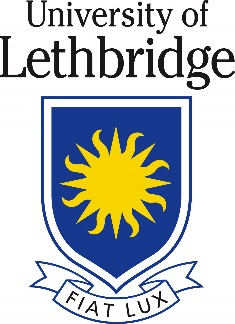 University of
Lethbridge
FIAT LUX